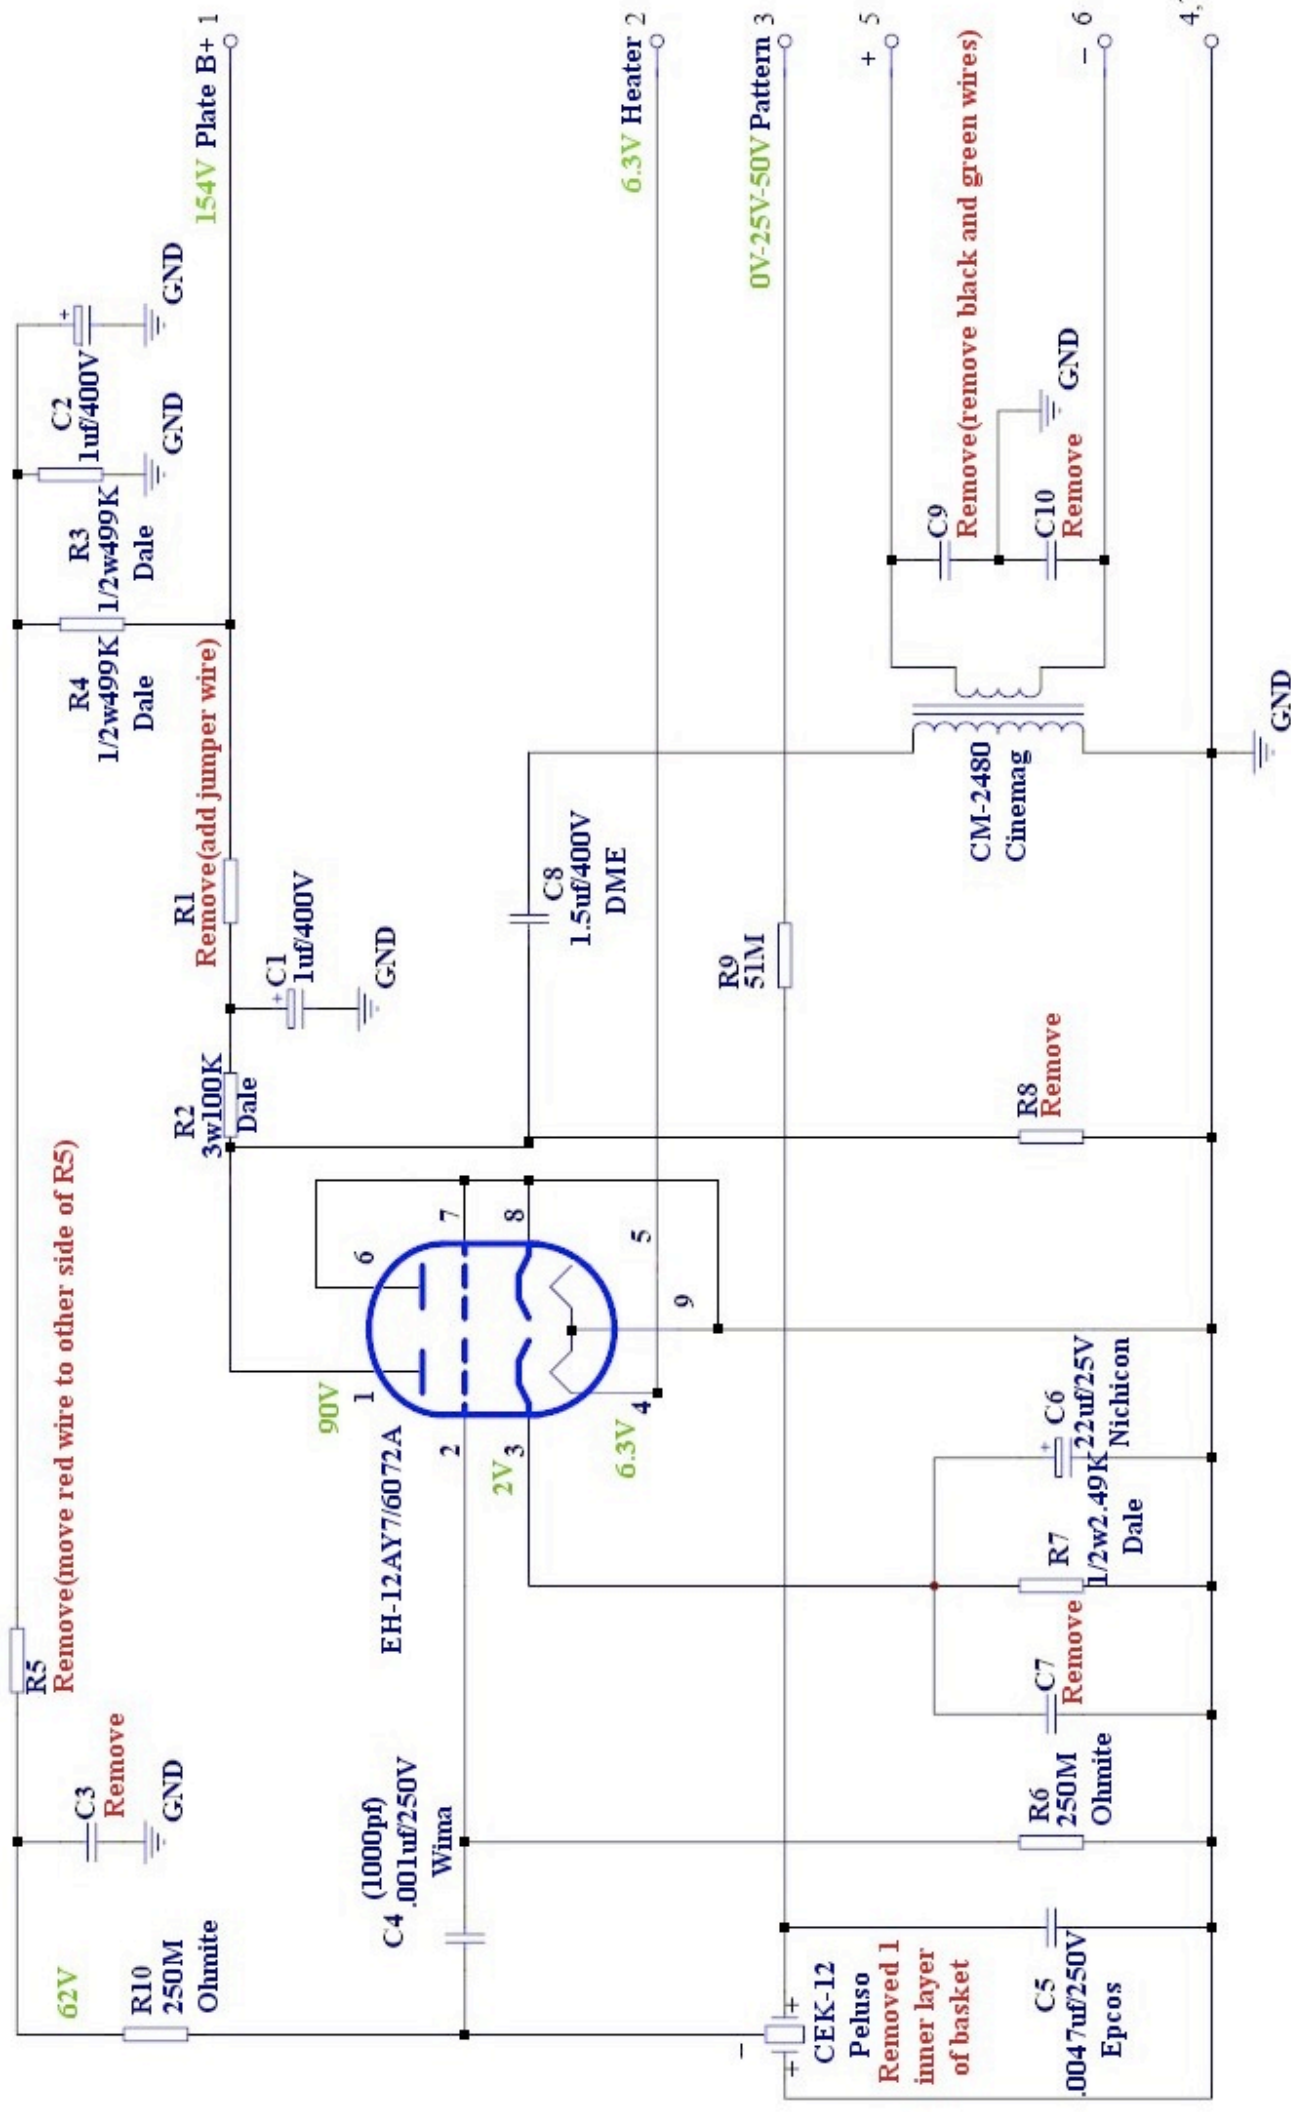 62V
R10
250M
Ohmite
C3
Remove
GND
R5
Remove(move red wire to other side of R5)
R4
1/2w499K
Dale
R3
1/2w499K
Dale
C2
1uf/400V
GND
GND
R2
3w100K
Dale
R1
Remove(add jumper wire)
C1
+
1uf/400V
GND
154V Plate B+ 1
C4
(1000pf)
.001uf/250V
Wima
EH-12AY7/6072A
90V
1
6
2
7
2V
3
8
6.3V
4
9
5
C8
1.5uf/400V
DME
6.3V Heater 2
R9
51M
0V-25V-50V Pattern 3
CEK-12
Peluso
Removed 1
inner layer
of basket
-
+
+
C5
.0047uf/250V
Epcos
R6
250M
Ohmite
C7
Remove
R7
1/2w2.49K
Dale
C6
+
22uf/25V
Nichicon
R8
Remove
CM-2480
Cinemag
C9
Remove(remove black and green wires)
C10
Remove
GND
+ 5
- 6
4,
GND
+